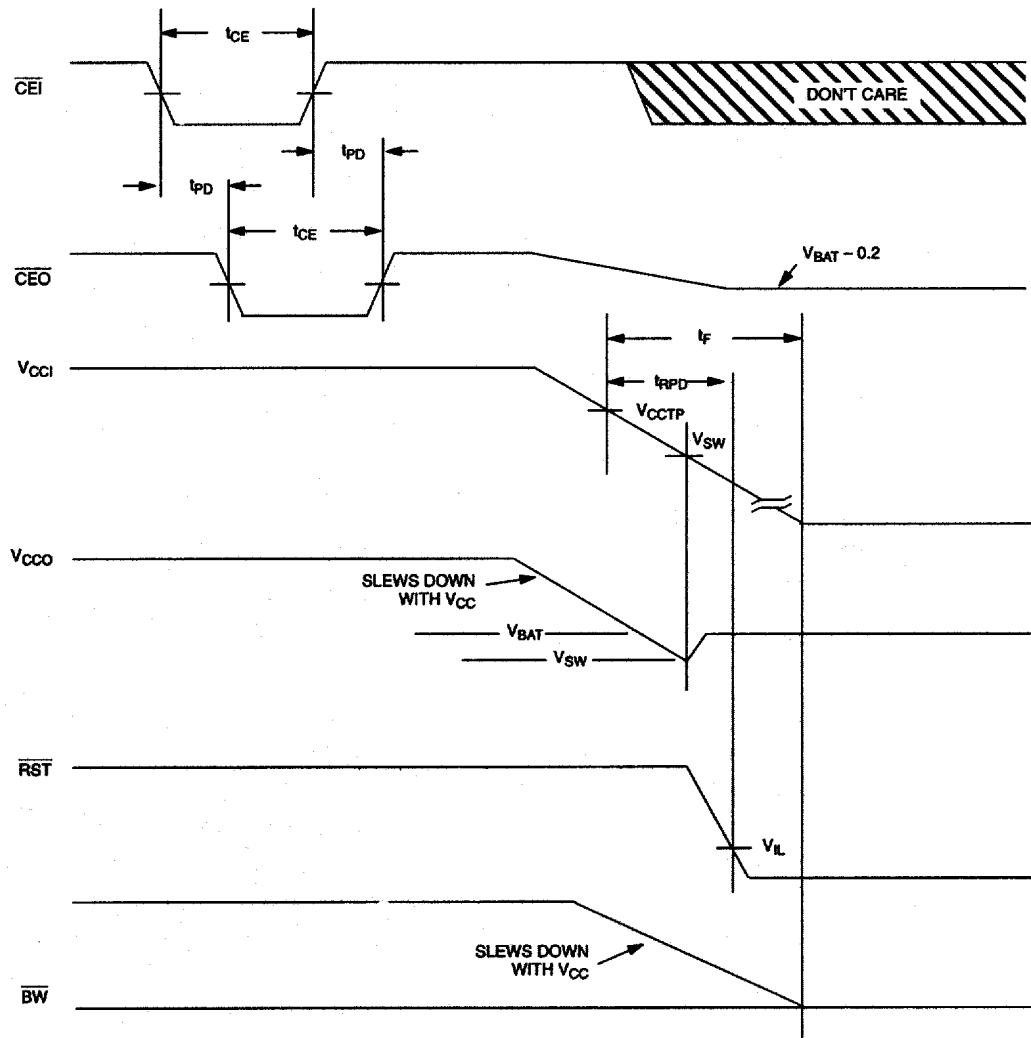 tCE
CEI
DON'T CARE
tPD
tPD
tCE
CEO
VBAT – 0.2
tF
VCCI
tRPD
VCCTP
VSW
VCCO
SLEWS DOWN
WITH VCC
VBAT
VSW
RST
VIL
SLEWS DOWN
WITH VCC
BW